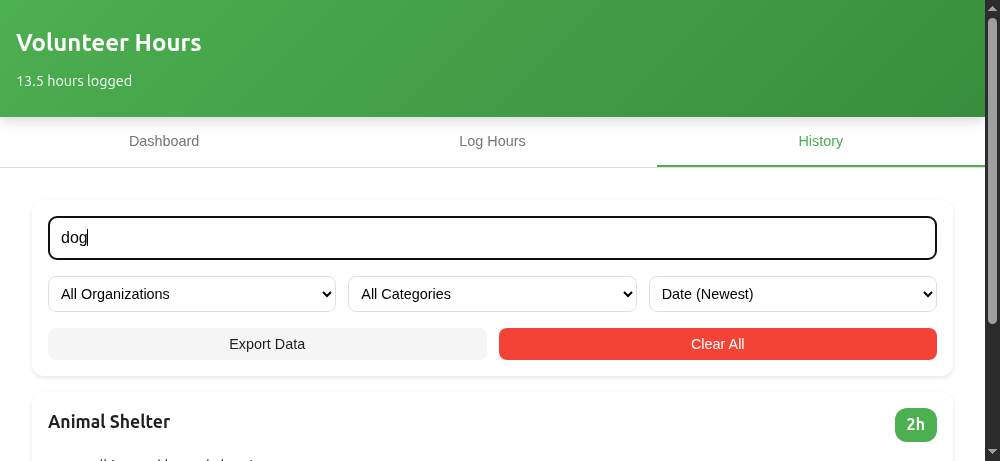 Volunteer Hours
13.5 hours logged
Dashboard
Log Hours
History
dog
All Organizations
All Categories
Date (Newest)
Export Data
Clear All
Animal Shelter
2h